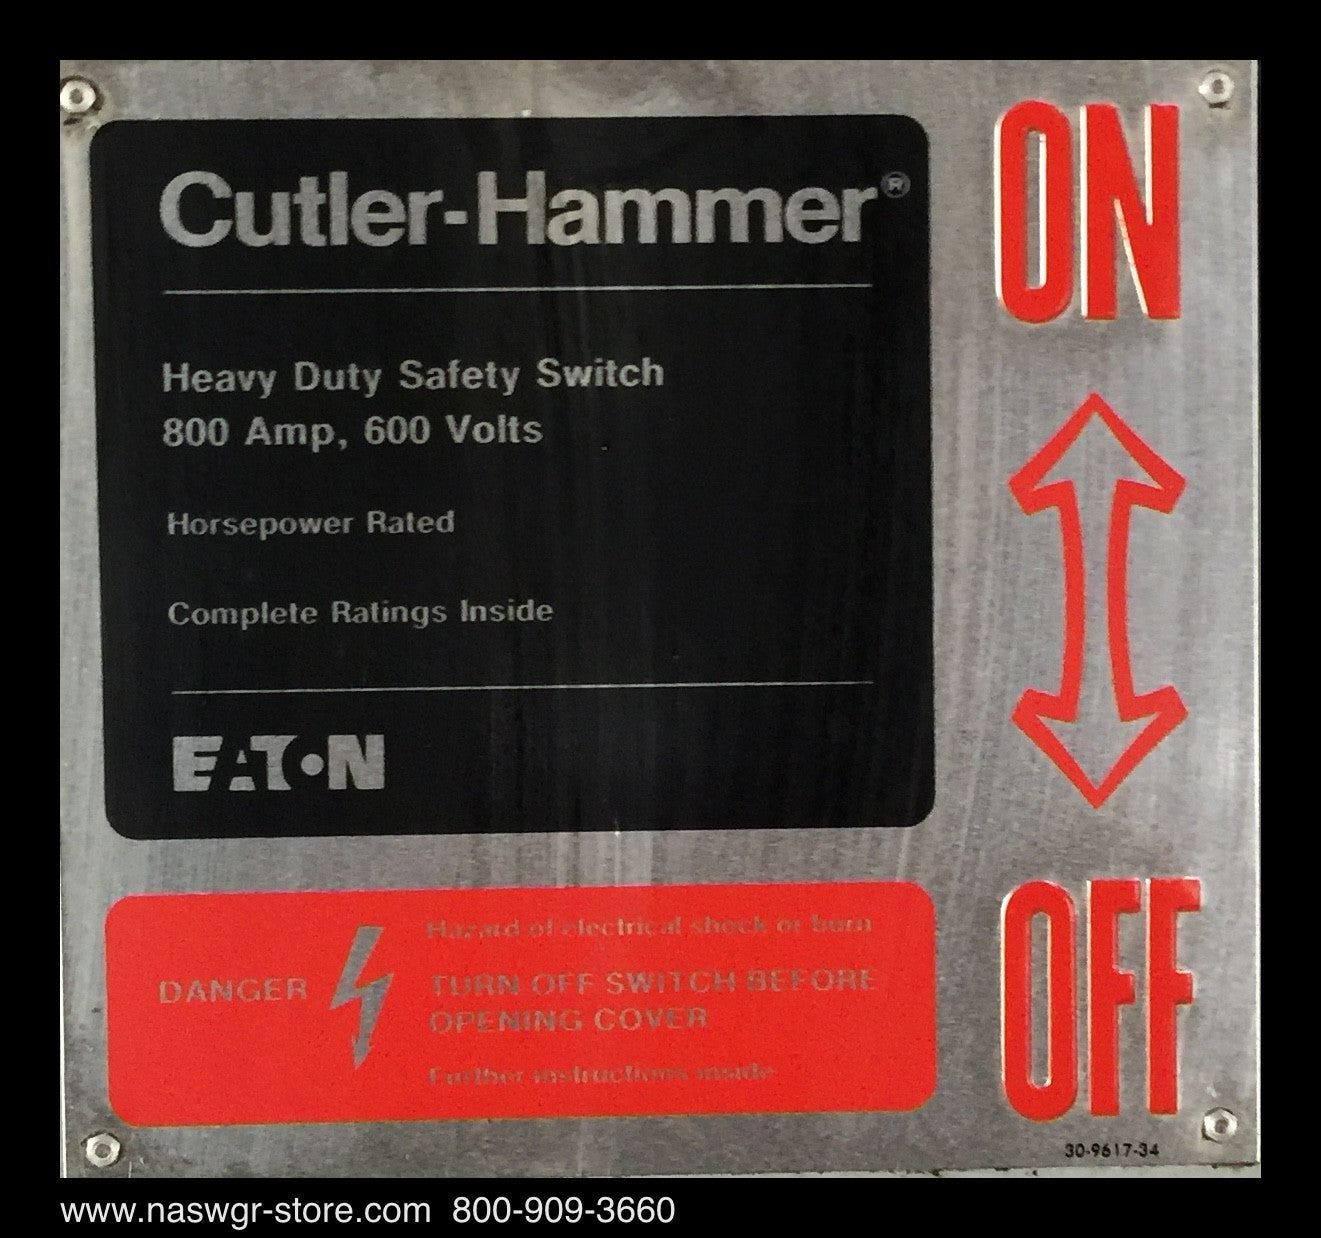 Cutler-Hammer®
Heavy Duty Safety Switch
800 Amp, 600 Volts
Horsepower Rated
Complete Ratings Inside
EATON
ON
OFF
DANGER
Hazard of electrical shock or burn
TURN OFF SWITCH BEFORE
OPENING COVER
Further instructions inside
30-9617-34
www.naswgr-store.com 800-909-3660